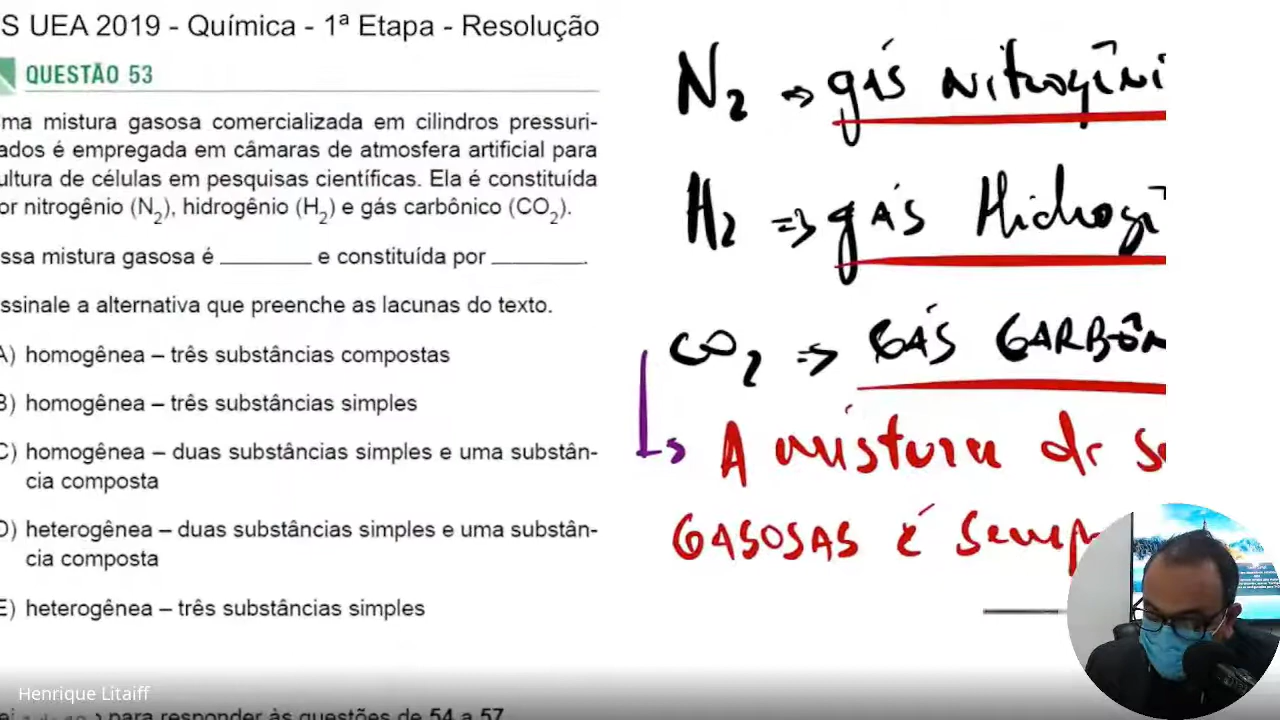 S UEA 2019 - Química - 1ª Etapa - Resolução
QUESTÃO 53
ma mistura gasosa comercializada em cilindros pressuri-
ados é empregada em câmaras de atmosfera artificial para
ultura de células em pesquisas científicas. Ela é constituída
or nitrogênio (N₂), hidrogênio (H₂) e gás carbônico (CO₂).
ssa mistura gasosa é ________ e constituída por ________.
ssinale a alternativa que preenche as lacunas do texto.
A) homogênea – três substâncias compostas
B) homogênea – três substâncias simples
C) homogênea – duas substâncias simples e uma substân-
cia composta
D) heterogênea – duas substâncias simples e uma substân-
cia composta
E) heterogênea – três substâncias simples
para responder às questões de 54 a 57.
N₂ ⇒ gás nitrogêni
H₂ ⇒ gás Hidrogê
CO₂ ⇒ GÁS CARBÔN
A mistura de s
GASOSAS é semp
Henrique Litaiff